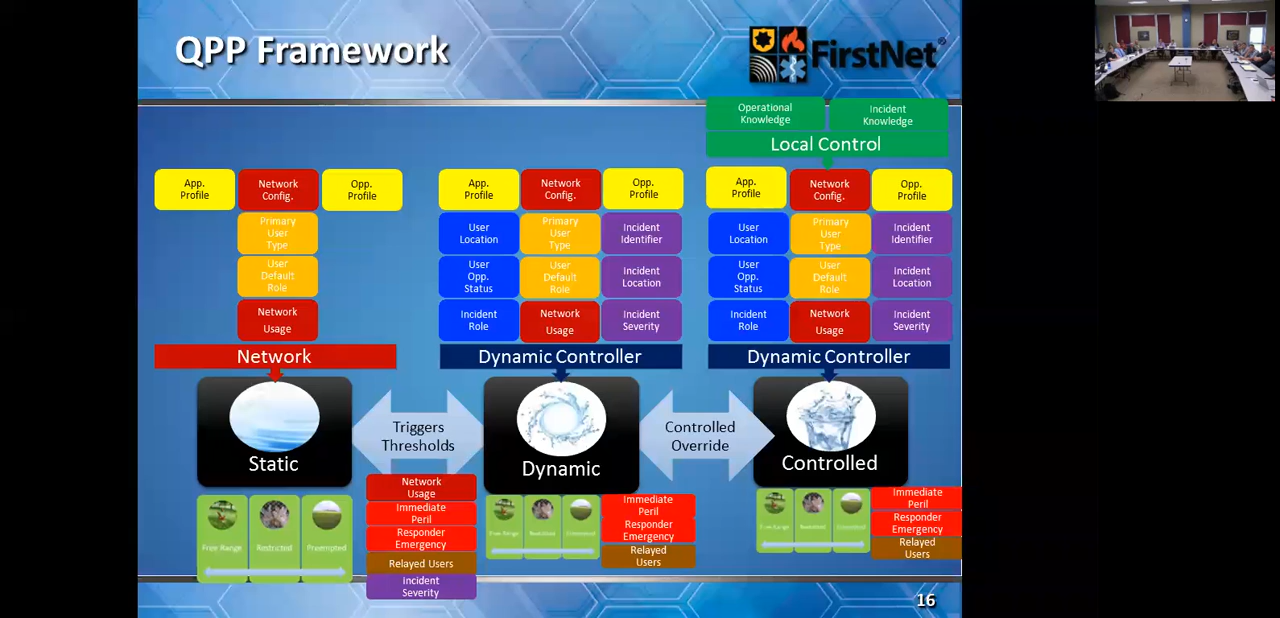 QPP Framework
FirstNet
Operational
Knowledge
Incident
Knowledge
Local Control
App.
Profile
Network
Config.
Opp.
Profile
Primary
User
Type
User
Default
Role
Network
Usage
Network
App.
Profile
Network
Config.
Opp.
Profile
User
Location
Primary
User
Type
Incident
Identifier
User
Opp.
Status
User
Default
Role
Incident
Location
Incident
Role
Network
Usage
Incident
Severity
Dynamic Controller
App.
Profile
Network
Config.
Opp.
Profile
User
Location
Primary
User
Type
Incident
Identifier
User
Opp.
Status
User
Default
Role
Incident
Location
Incident
Role
Network
Usage
Incident
Severity
Dynamic Controller
Static
Triggers
Thresholds
Dynamic
Controlled
Override
Controlled
Free Range
Restricted
Preempted
Network
Usage
Immediate
Peril
Responder
Emergency
Relayed Users
Incident
Severity
Free Range
Restricted
Immediate
Peril
Responder
Emergency
Relayed
Users
Free Range
Restricted
Immediate
Peril
Responder
Emergency
Relayed
Users
16